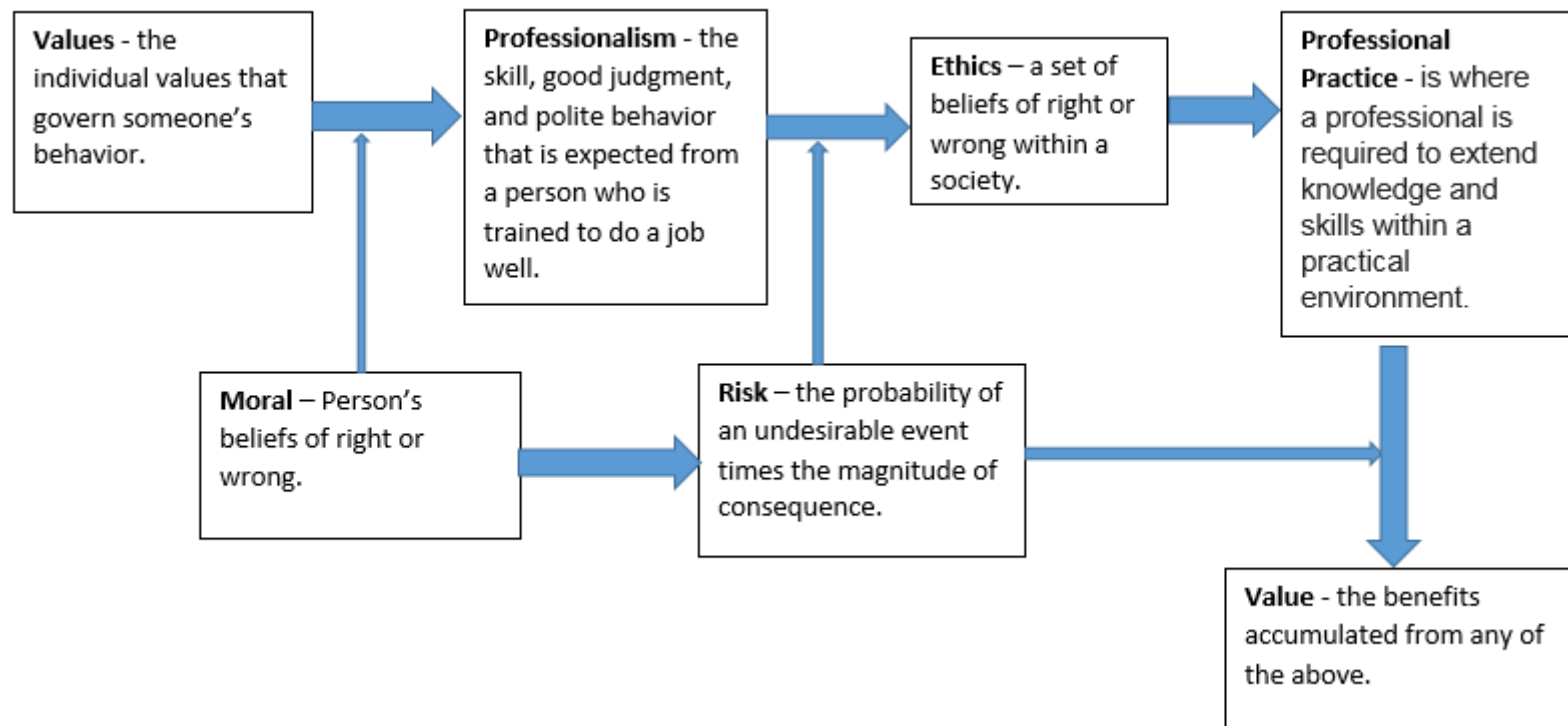 Values - the
individual values that
govern someone's
behavior.
Professionalism - the
skill, good judgment,
and polite behavior
that is expected from
a person who is
trained to do a job
well.
Ethics – a set of
beliefs of right or
wrong within a
society.
Professional
Practice - is where
a professional is
required to extend
knowledge and
skills within a
practical
environment.
Moral – Person's
beliefs of right or
wrong.
Risk – the probability of
an undesirable event
times the magnitude of
consequence.
Value - the benefits
accumulated from any of
the above.